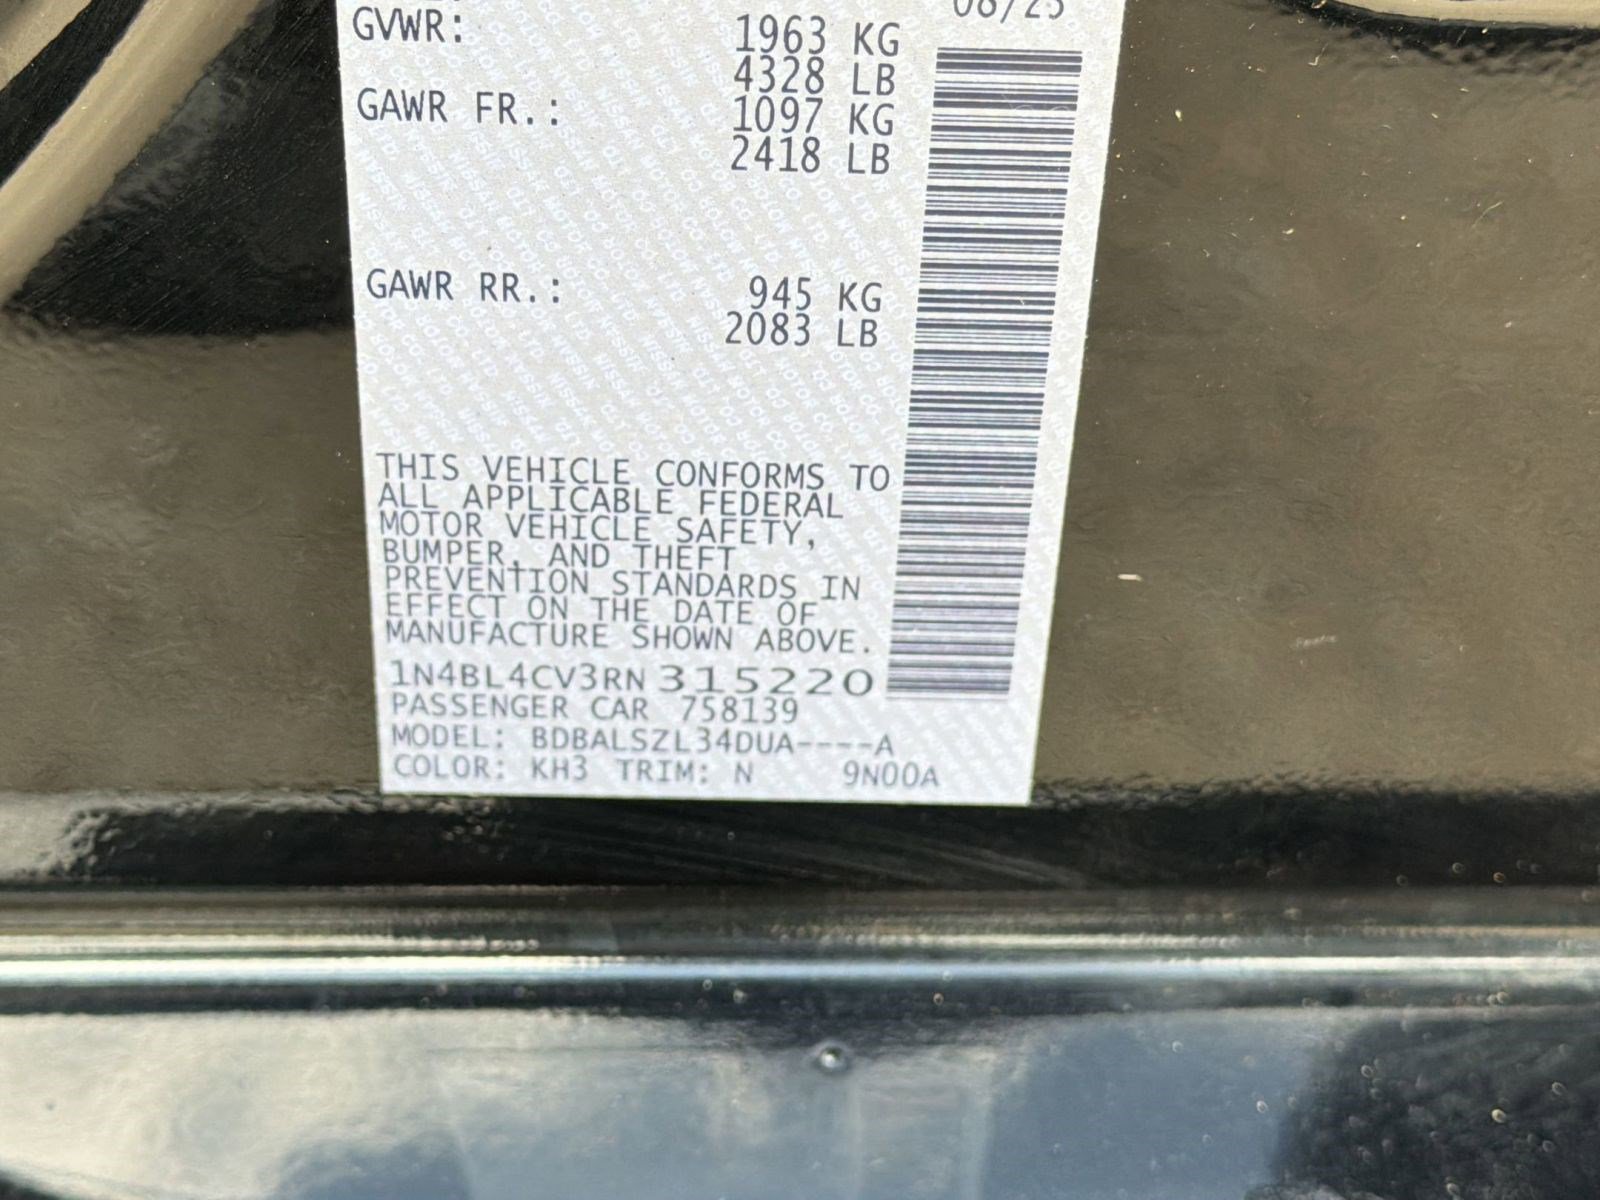 GVWR: 1963 KG
4328 LB
GAWR FR.: 1097 KG
2418 LB
GAWR RR.: 945 KG
2083 LB
THIS VEHICLE CONFORMS TO
ALL APPLICABLE FEDERAL
MOTOR VEHICLE SAFETY,
BUMPER, AND THEFT
PREVENTION STANDARDS IN
EFFECT ON THE DATE OF
MANUFACTURE SHOWN ABOVE.
1N4BL4CV3RN315220
PASSENGER CAR 758139
MODEL: BDBALSZL34DUA----A
COLOR: KH3 TRIM: N 9N00A